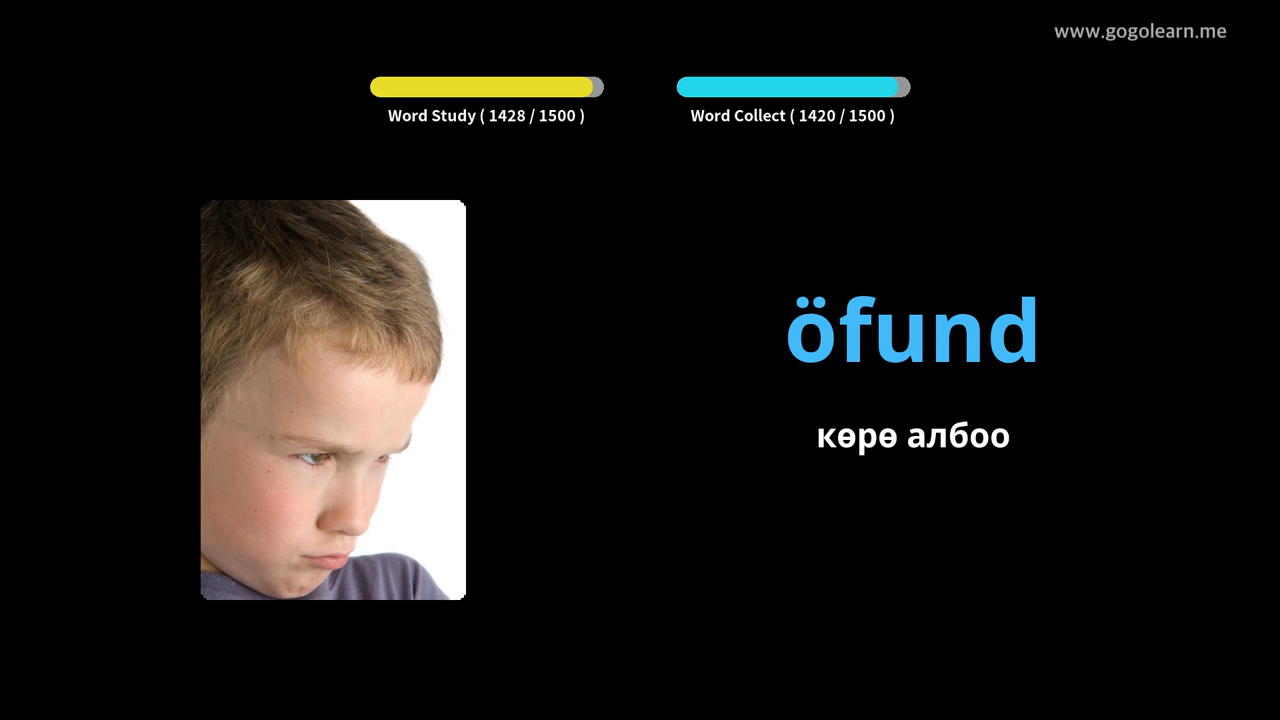 www.gogolearn.me
Word Study ( 1428 / 1500 )
Word Collect ( 1420 / 1500 )
öfund
көрө албоо